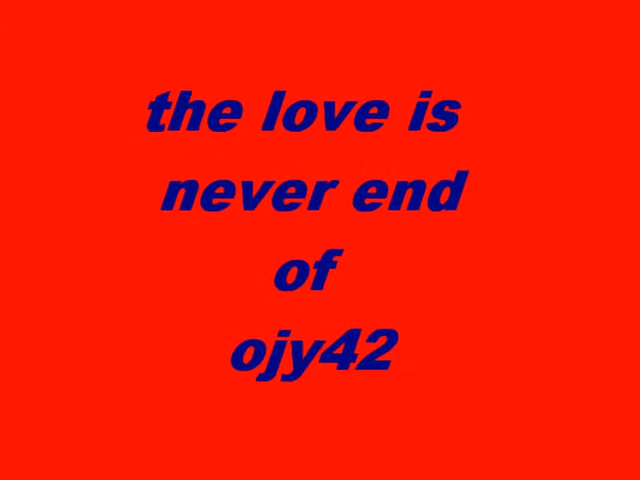 the love is
never end
of
ojy42